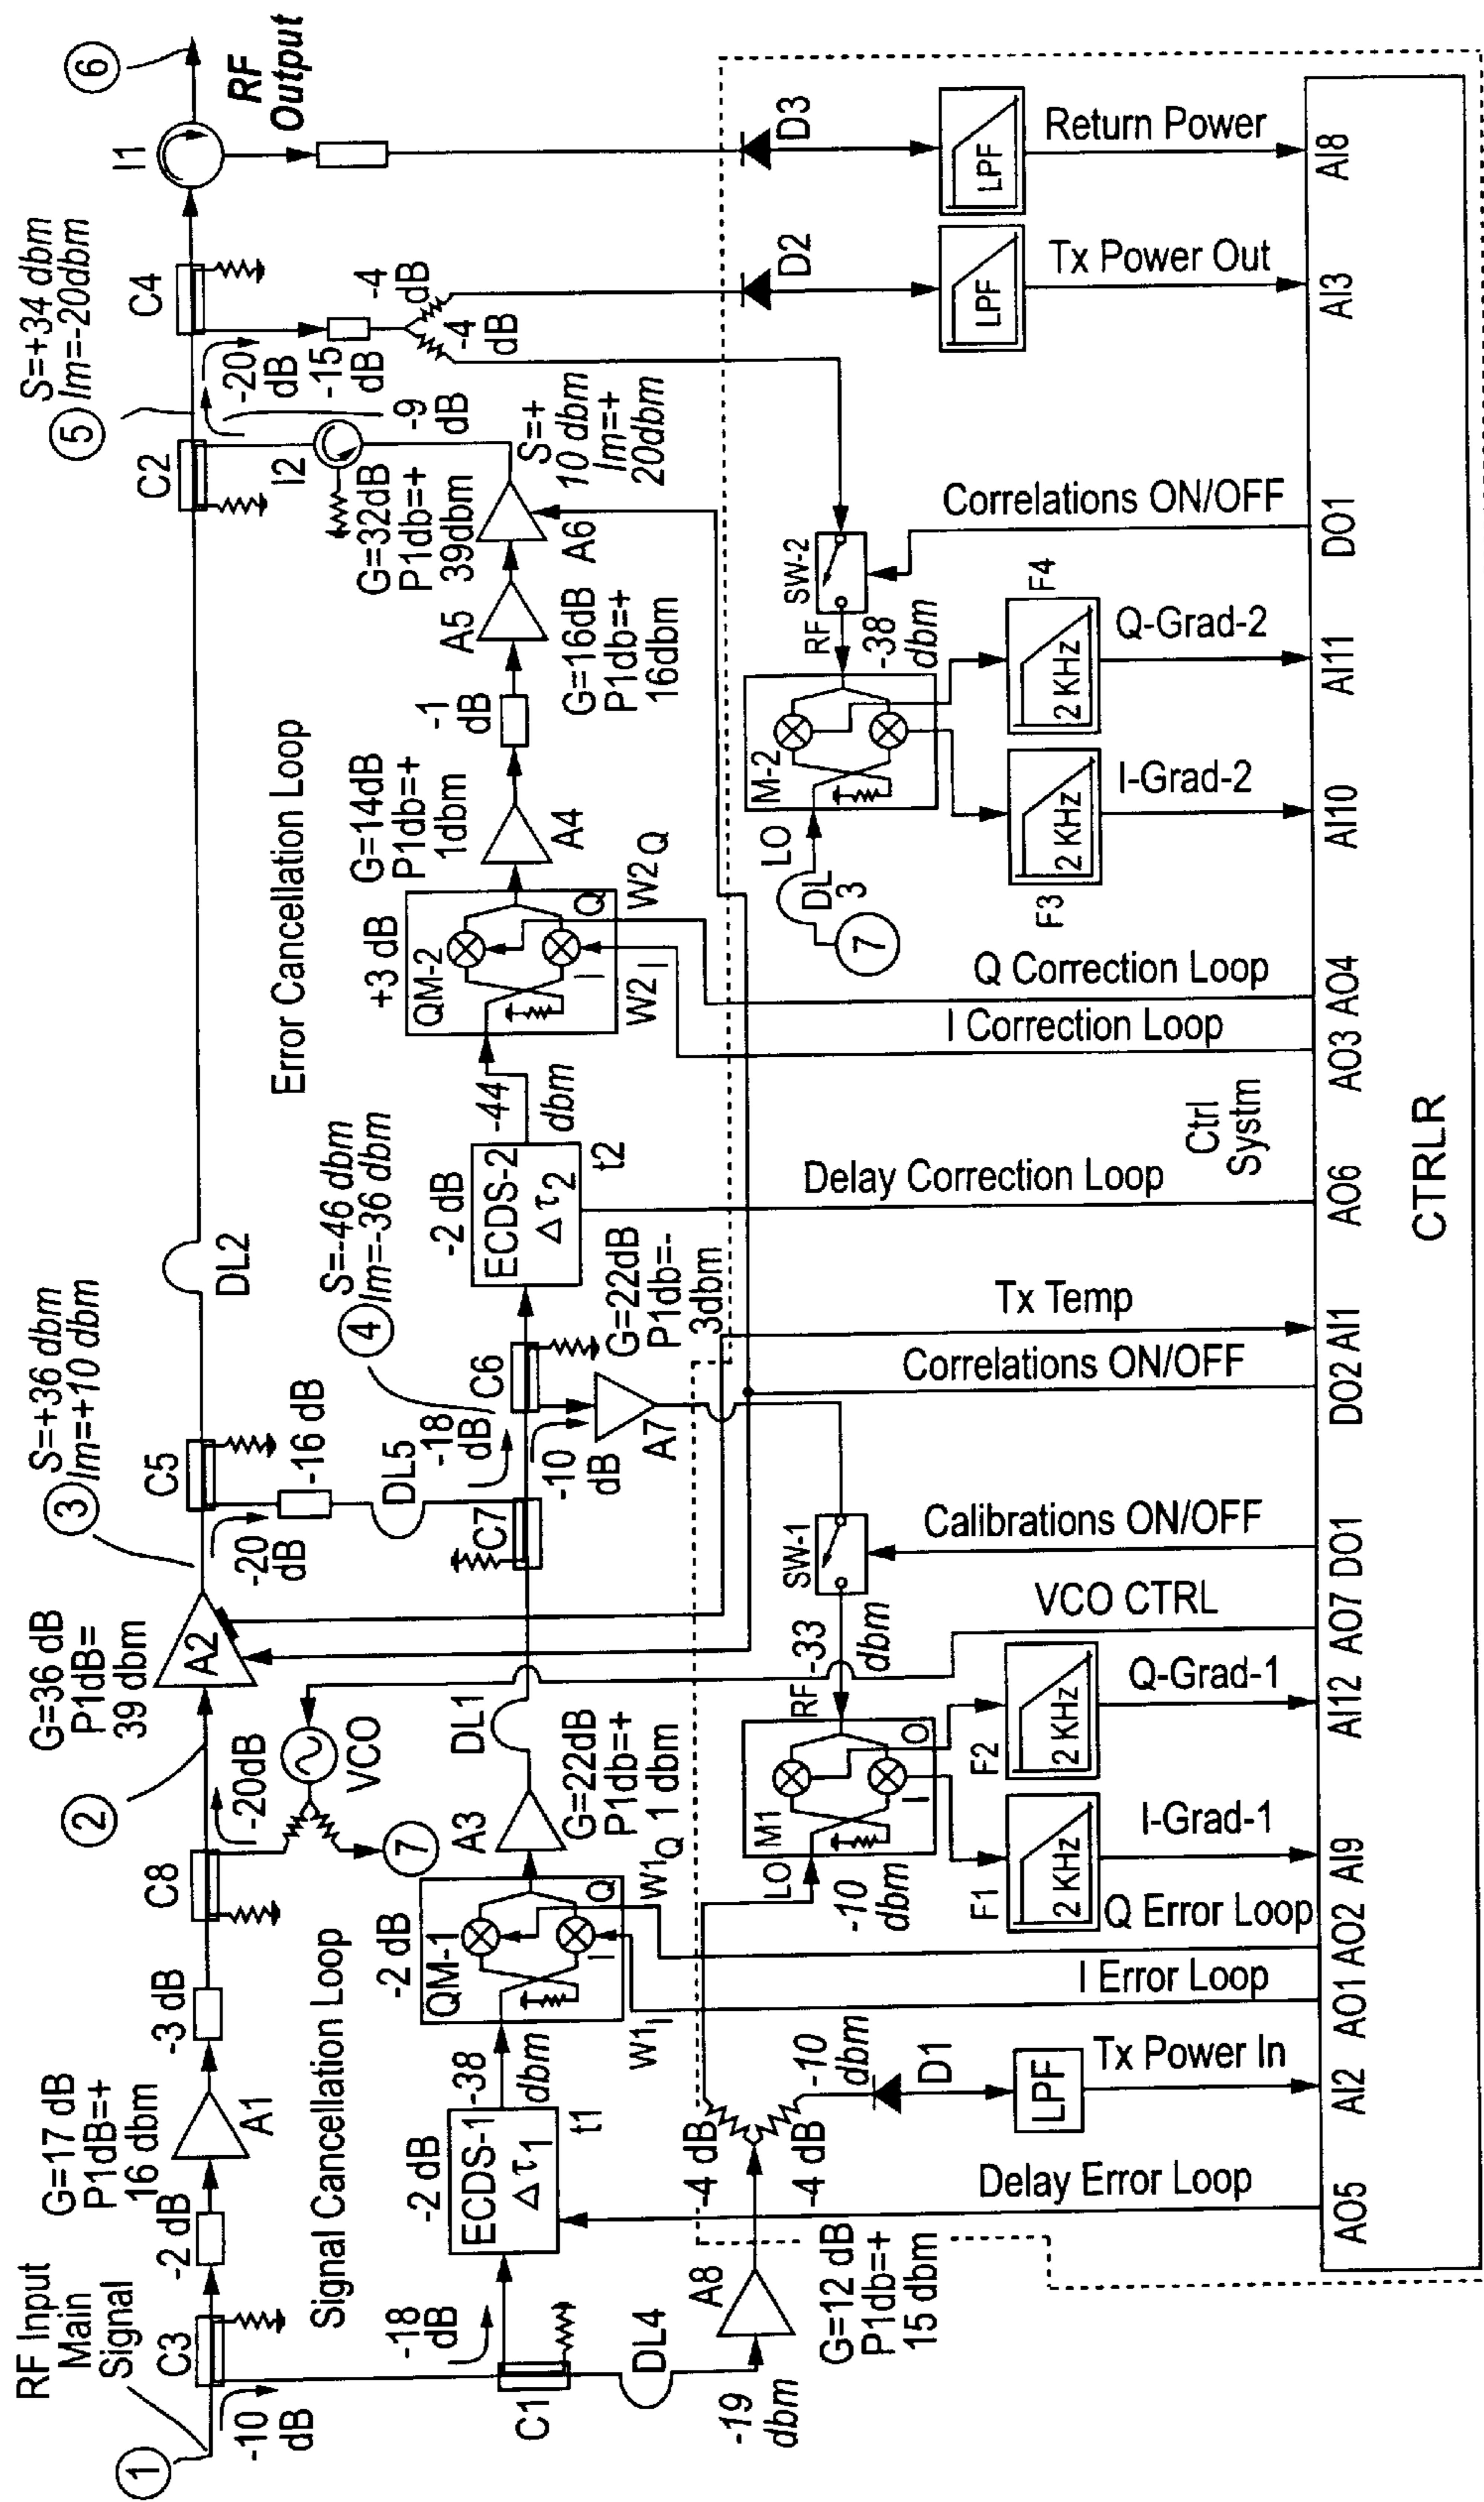 1
RF Input
Main
Signal
C3
-10
dB
-2 dB
G=17 dB
P1dB=+
16 dbm
A1
-3 dB
C8
-20dB
2
VCO
7
G=36 dB
P1dB=
39 dbm
A2
3
S=+36 dbm
Im=+10 dbm
C5
-20
dB
-16 dB
DL5
DL2
C2
5
S=+34 dbm
Im=-20dbm
-9
dB
I2
C4
-20
dB
-15
dB
-4
dB
-4
dB
I1
6
RF
Output
Signal Cancellation Loop
C1
-18
dB
-2 dB
ECDS-1
Δτ1
t1
-38
dbm
-2 dB
QM-1
Q
I
W1I
W1Q
A3
G=22dB
P1db=+
1 dbm
DL1
C7
-18
dB
4
S=-46 dbm
Im=-36 dbm
C6
-10
dB
A7
G=22dB
P1db=-
3dbm
-2 dB
ECDS-2
Δτ2
t2
-44
dbm
Error Cancellation Loop
+3 dB
QM-2
Q
I
W2I
W2Q
G=14dB
P1db=+
1dbm
A4
-1
dB
A5
G=16dB
P1db=+
16dbm
G=32dB
P1db=+
39dbm
A6
S=+
10 dbm
Im=+
20dbm
DL4
-19
dbm
A8
G=12 dB
P1db=+
15 dbm
-4 dB
-4 dB
-10
dbm
D1
LPF
LO
-10
dbm
M1
Q
I
RF
-33
dbm
SW-1
F1
2 KHz
F2
2 KHz
7
DL
3
LO
M-2
RF
-38
dbm
SW-2
F3
2 KHz
F4
2 KHz
D2
LPF
D3
LPF
Delay Error Loop
Tx Power In
I Error Loop
Q Error Loop
I-Grad-1
Q-Grad-1
VCO CTRL
Calibrations ON/OFF
Correlations ON/OFF
Tx Temp
Delay Correction Loop
Ctrl
Systm
I Correction Loop
Q Correction Loop
I-Grad-2
Q-Grad-2
Correlations ON/OFF
Tx Power Out
Return Power
AO5
AI2
AO1
AO2
AI9
AI12
AO7
DO1
DO2
AI1
AO6
AO3
AO4
AI10
AI11
DO1
AI3
AI8
CTRLR